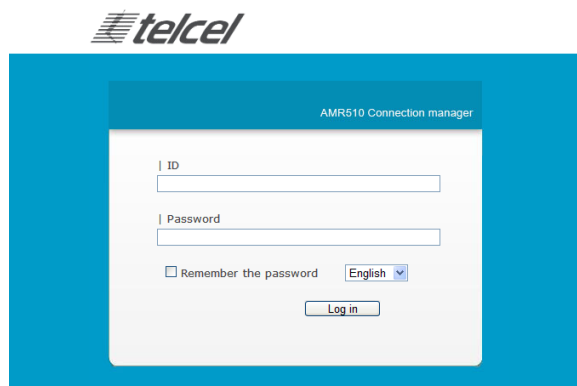 telcel
AMR510 Connection manager
| ID
| Password
Remember the password English
Log in